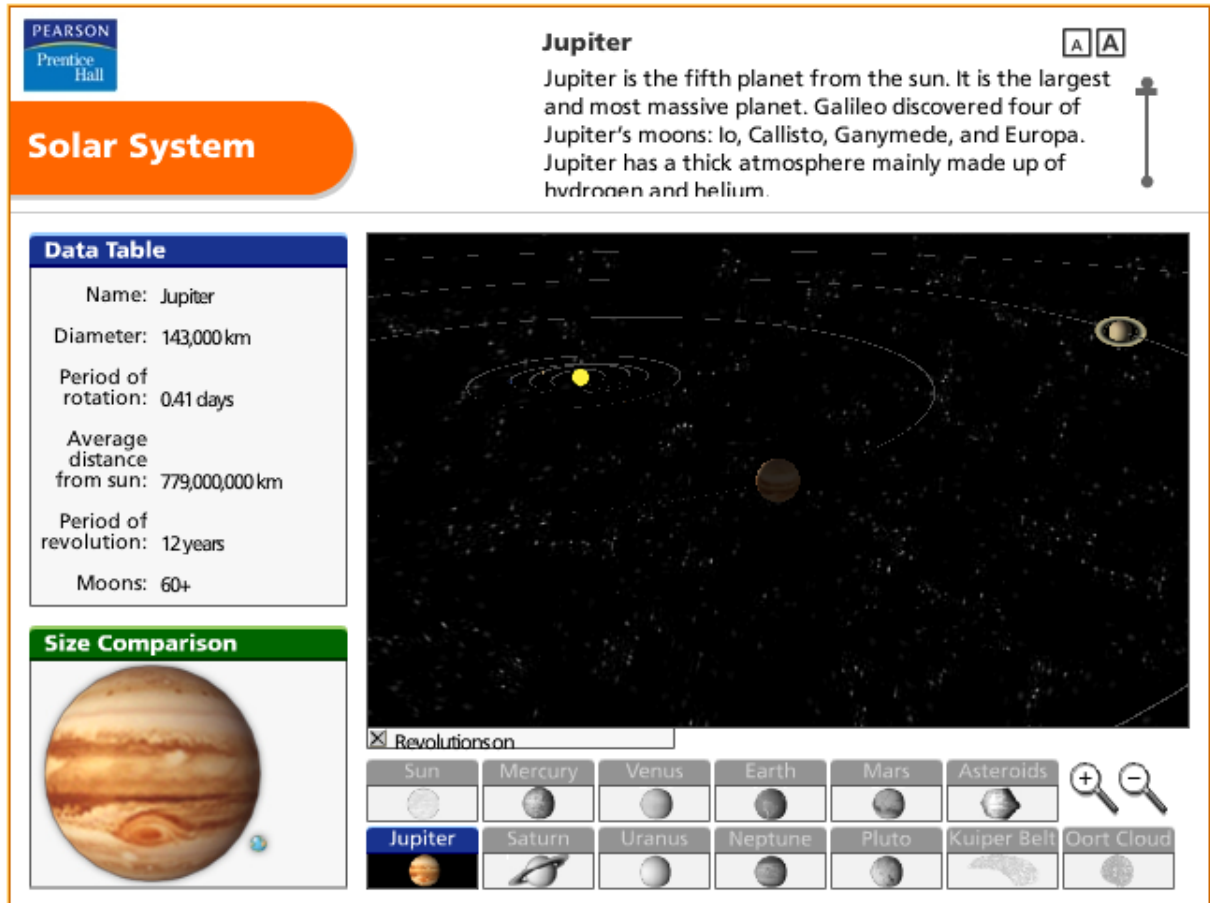 PEARSON
Prentice
Hall
Solar System
Jupiter
A A
Jupiter is the fifth planet from the sun. It is the largest
and most massive planet. Galileo discovered four of
Jupiter's moons: Io, Callisto, Ganymede, and Europa.
Jupiter has a thick atmosphere mainly made up of
hydrogen and helium.
Data Table
Name: Jupiter
Diameter: 143,000 km
Period of
rotation: 0.41 days
Average
distance
from sun: 779,000,000 km
Period of
revolution: 12 years
Moons: 60+
Size Comparison
Revolutions on
Sun Mercury Venus Earth Mars Asteroids
Jupiter Saturn Uranus Neptune Pluto Kuiper Belt Oort Cloud